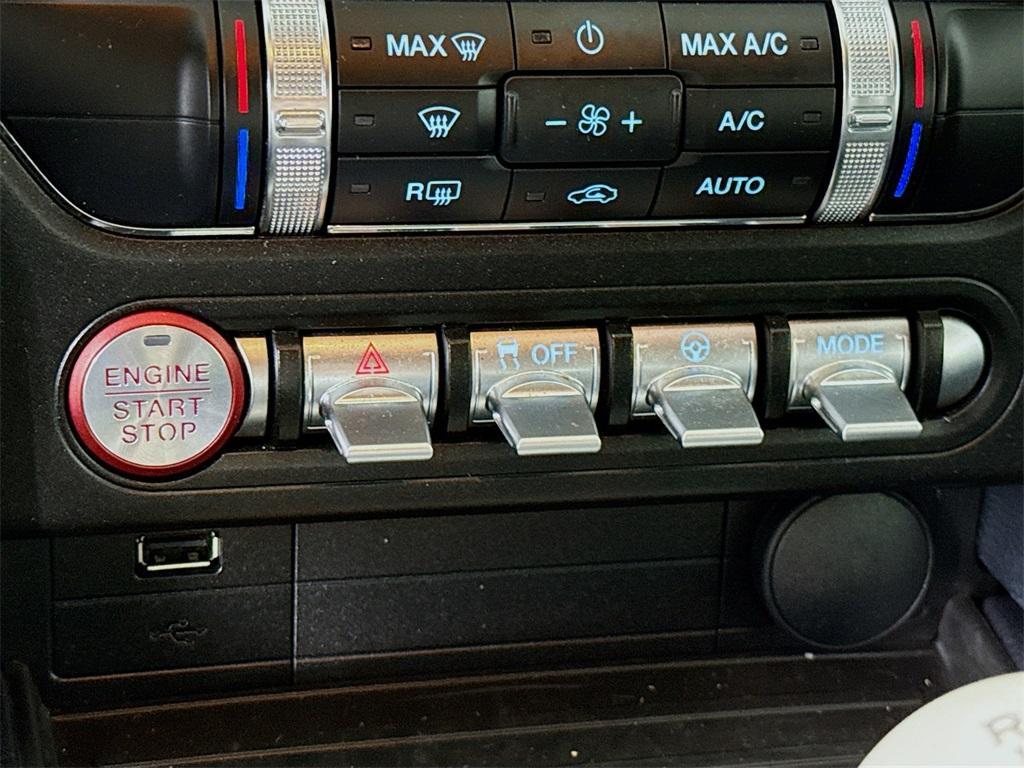 MAX
MAX A/C
- +
A/C
R
AUTO
ENGINE
START
STOP
OFF
MODE
R